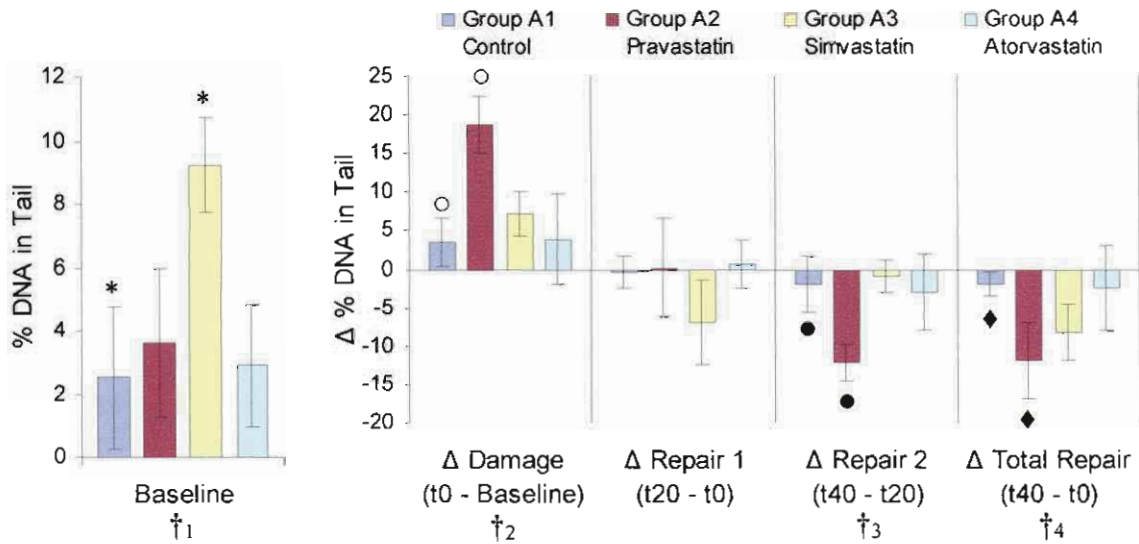 Group A1 Group A2 Group A3 Group A4
Control Pravastatin Simvastatin Atorvastatin
% DNA in Tail
12
10
8
6
4
2
0
*
*
Baseline
†1
Δ % DNA in Tail
25
20
15
10
5
0
-5
-10
-15
-20
Δ Damage Δ Repair 1 Δ Repair 2 Δ Total Repair
(t0 - Baseline) (t20 - t0) (t40 - t20) (t40 - t0)
†2 †3 †4